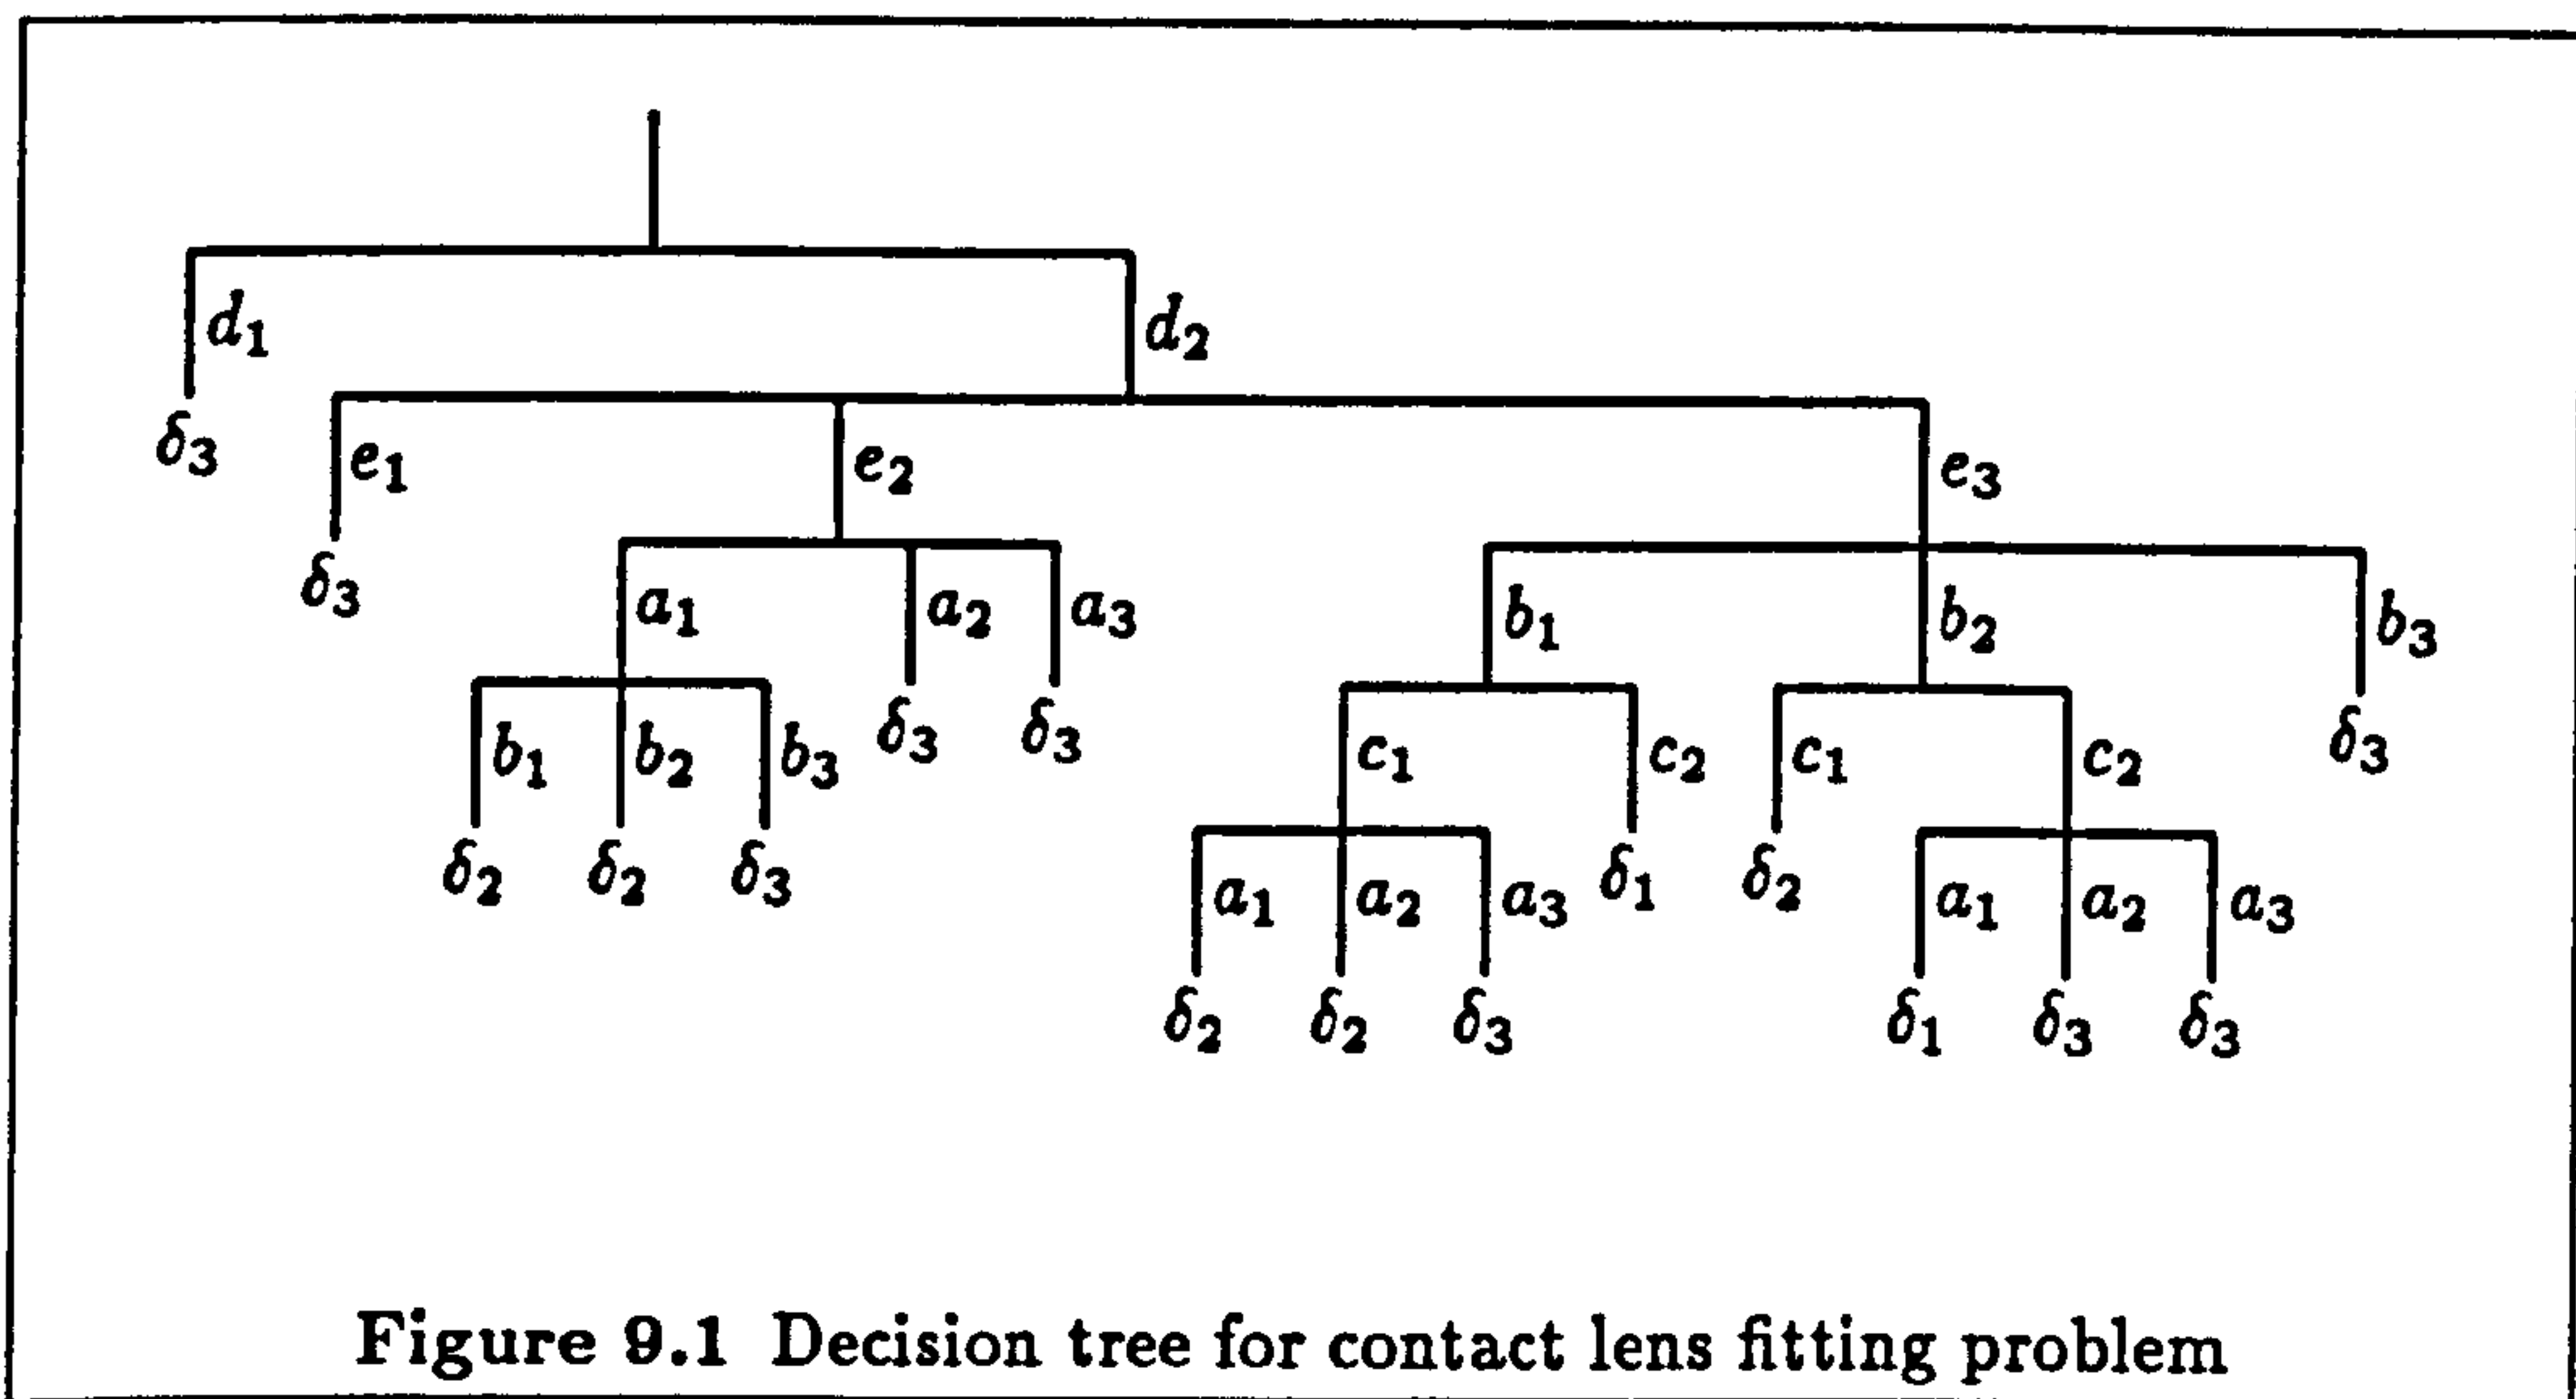 d₁ d₂
δ₃ e₁ e₂ e₃
δ₃ a₁ a₂ a₃ b₁ b₂ b₃
b₁ b₂ b₃ δ₃ δ₃ c₁ c₂ c₁ c₂ δ₃
δ₂ δ₂ δ₃ a₁ a₂ a₃ δ₁ δ₂ a₁ a₂ a₃
δ₂ δ₂ δ₃ δ₁ δ₃ δ₃
Figure 9.1 Decision tree for contact lens fitting problem